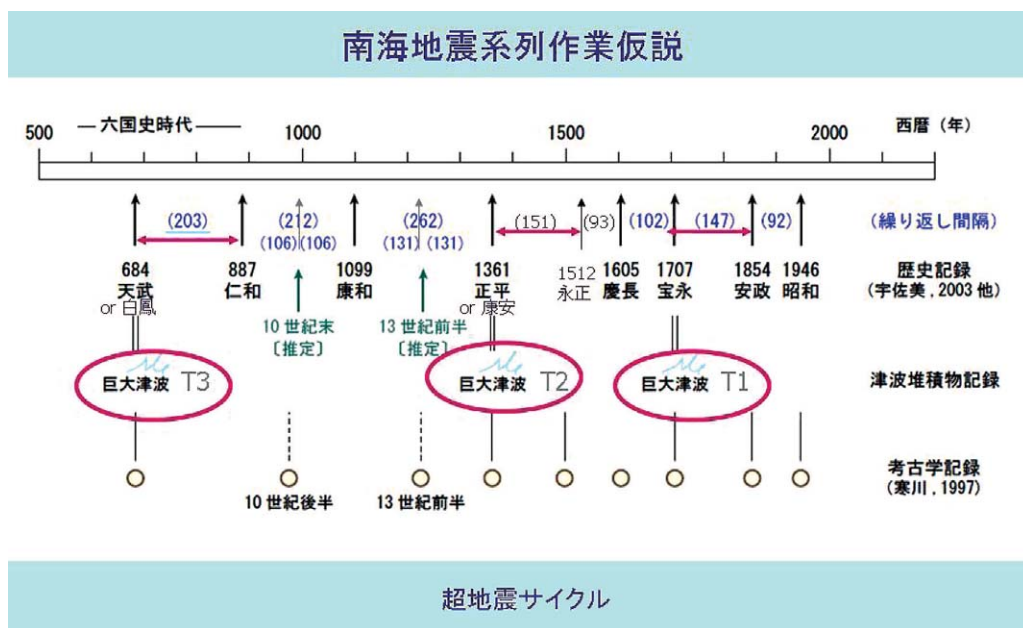 南海地震系列作業仮説
500 ― 六国史時代 ― 1000 1500 2000 西暦（年）
(203) (212) (262) (151) (93) (102) (147) (92) (繰り返し間隔)
(106) (106) (131) (131)
684 887 1099 1361 1512 1605 1707 1854 1946 歴史記録
天武 仁和 康和 正平 永正 慶長 宝永 安政 昭和 (宇佐美, 2003 他)
or 白鳳 or 康安
10世紀末 13世紀前半
〔推定〕 〔推定〕
巨大津波 T3 巨大津波 T2 巨大津波 T1 津波堆積物記録
考古学記録
10世紀後半 13世紀前半 (寒川, 1997)
超地震サイクル